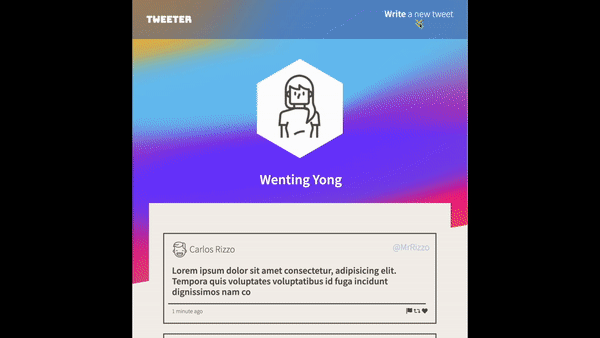 TWEETER
Write a new tweet
Wenting Yong
Carlos Rizzo
@MrRizzo
Lorem ipsum dolor sit amet consectetur, adipisicing elit.
Tempora quis voluptates voluptatibus id fuga incidunt
dignissimos nam co
1 minute ago